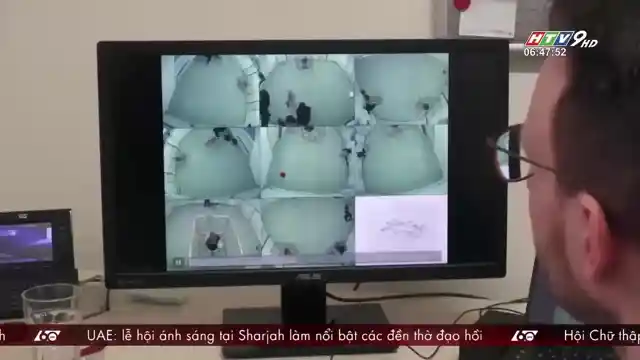 HTV9HD
06:47:52
ASUS
h 60 UAE: lễ hội ánh sáng tại Sharjah làm nổi bật các đền thờ đạo hồi 60 Hội Chữ thập